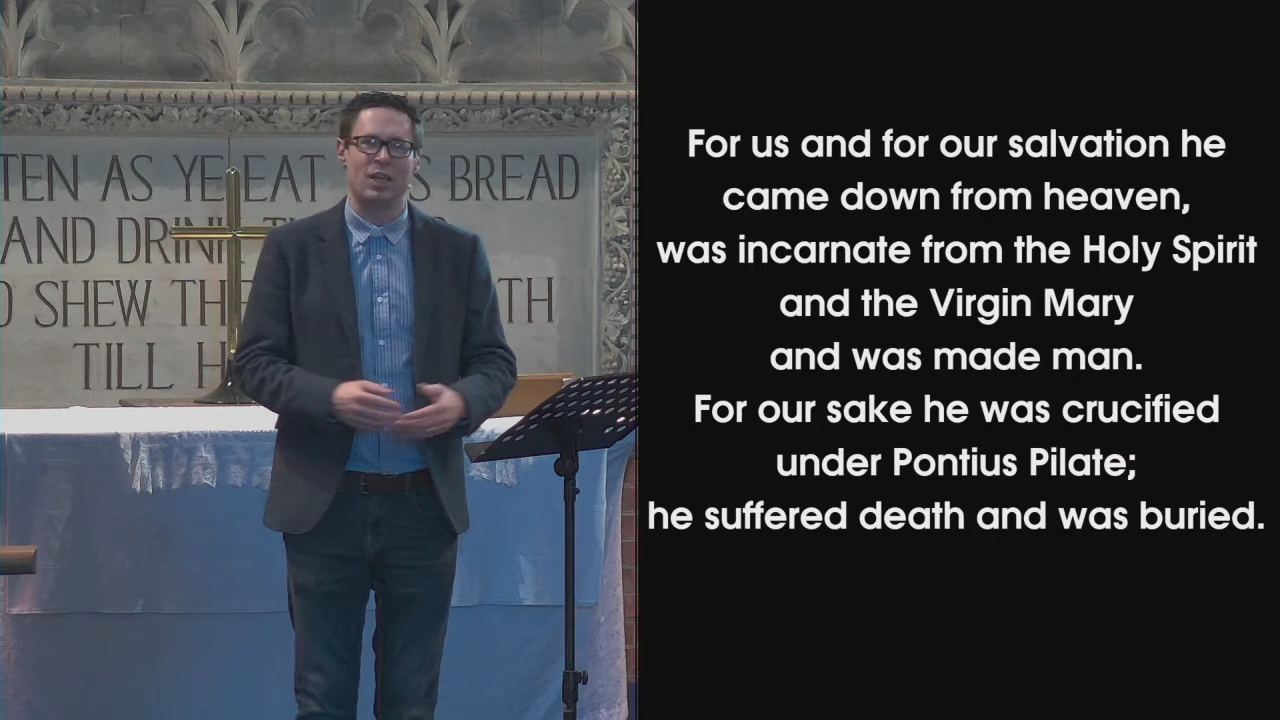 TEN AS YE EAT S BREAD
AND DRINK
SHEW TH TH
TILL H
For us and for our salvation he
came down from heaven,
was incarnate from the Holy Spirit
and the Virgin Mary
and was made man.
For our sake he was crucified
under Pontius Pilate;
he suffered death and was buried.